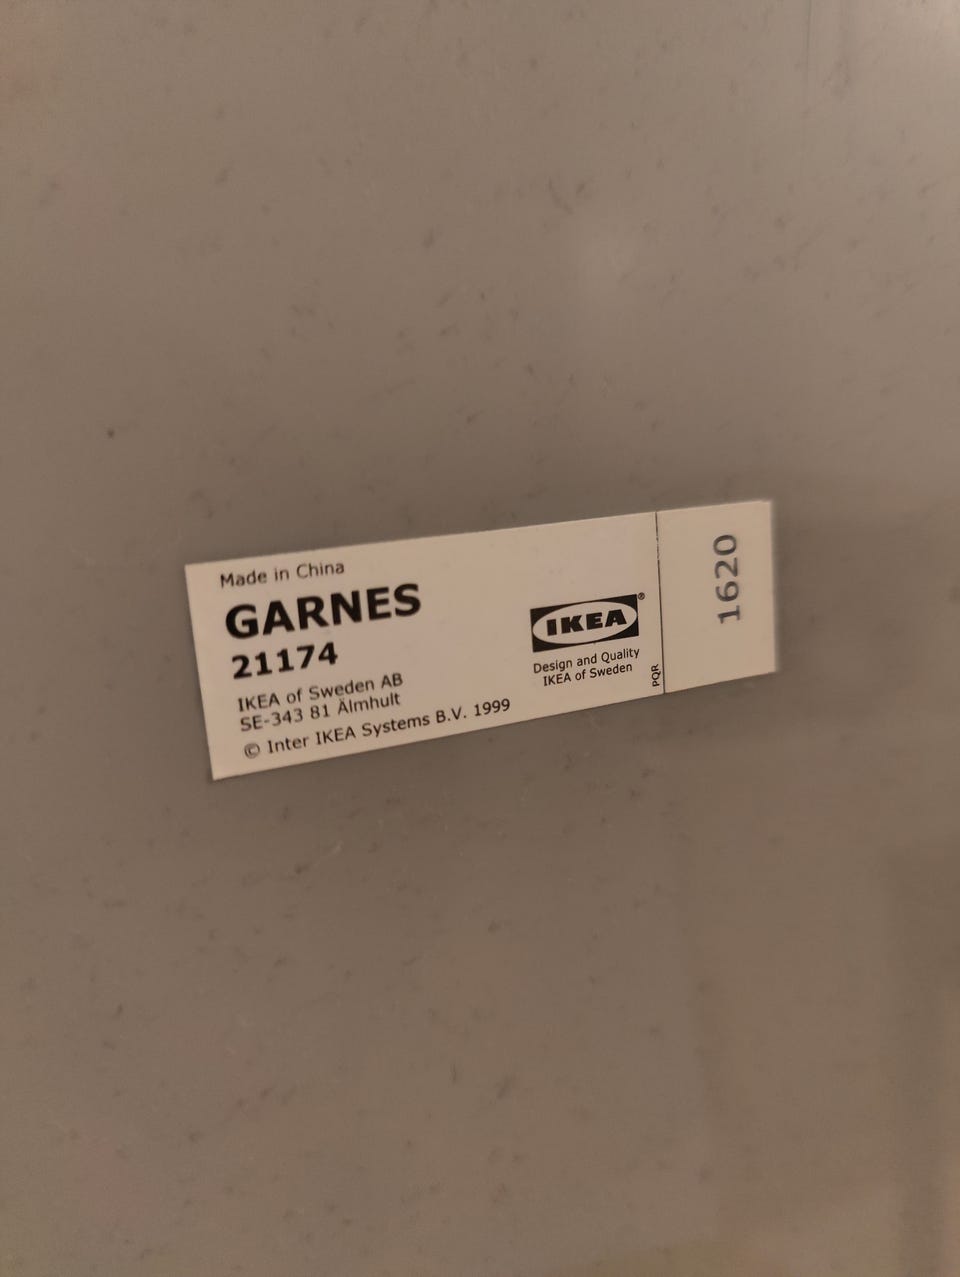 Made in China
GARNES
21174
IKEA of Sweden AB
SE-343 81 Älmhult
© Inter IKEA Systems B.V. 1999
IKEA®
Design and Quality
IKEA of Sweden
PQR
1620